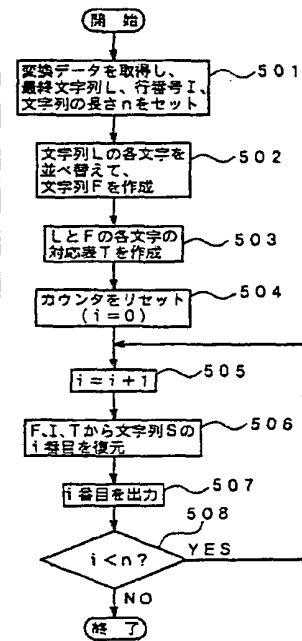 開 始
変換データを取得し、
最終文字列L、行番号I、
文字列の長さnをセット
501
文字列Lの各文字を
並べ替えて、
文字列Fを作成
502
LとFの各文字の
対応表Tを作成
503
カウンタをリセット
(i=0)
504
i=i+1
505
F、I、Tから文字列Sの
i番目を復元
506
i番目を出力
507
508
i<n?
YES
NO
終 了